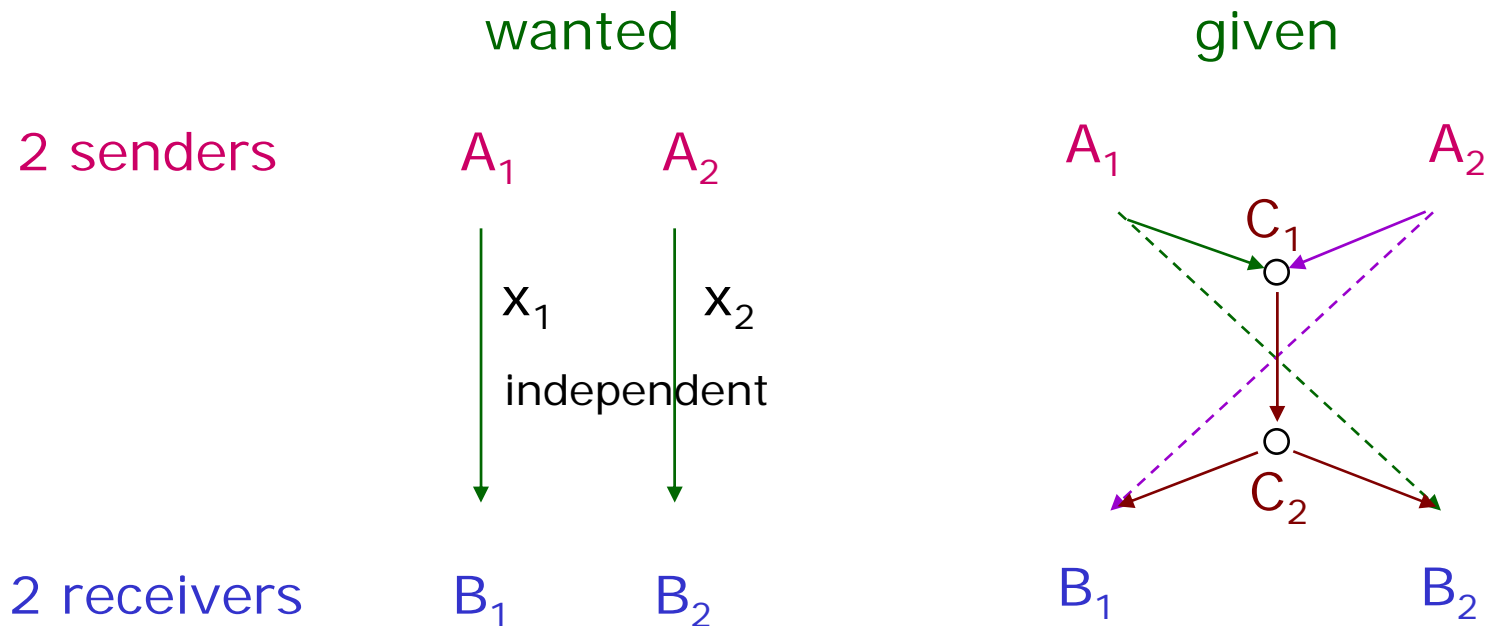 wanted given
2 senders A₁ A₂ A₁ A₂
C₁
x₁ x₂
independent
C₂
2 receivers B₁ B₂ B₁ B₂